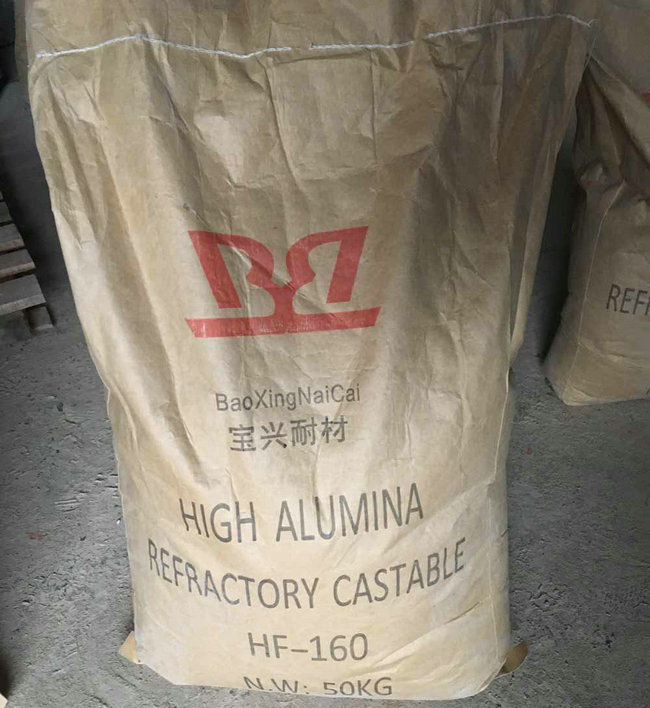 BaoXingNaiCai
宝兴耐材
HIGH ALUMINA
REFRACTORY CASTABLE
HF-160
N.W: 50KG